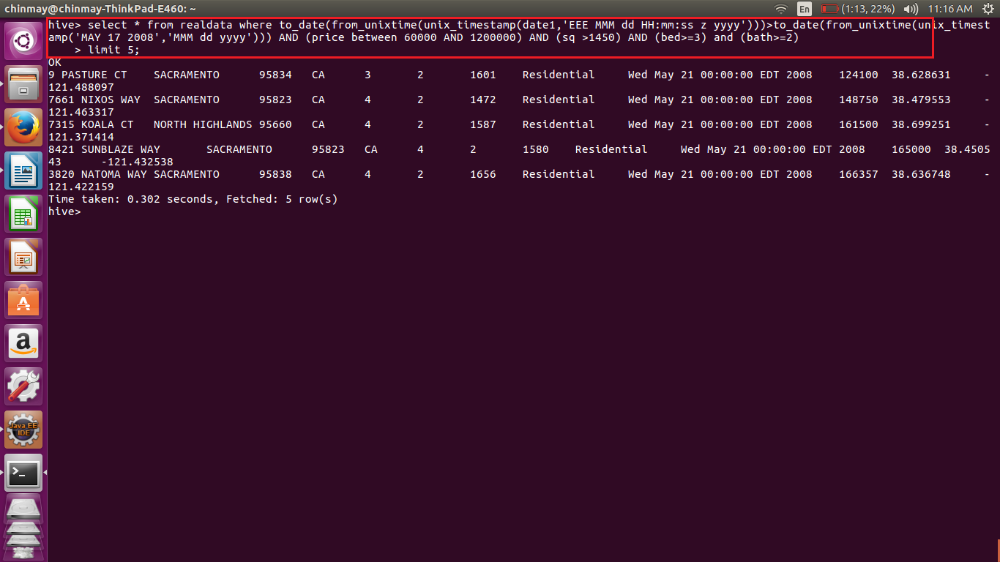 chinmay@chinmay-ThinkPad-E460: ~
En (1:13, 22%) 11:16 AM
hive> select * from realdata where to_date(from_unixtime(unix_timestamp(date1,'EEE MMM dd HH:mm:ss z yyyy')))>to_date(from_unixtime(unix_timest
amp('MAY 17 2008','MMM dd yyyy'))) AND (price between 60000 AND 1200000) AND (sq >1450) AND (bed>=3) and (bath>=2)
    > limit 5;
OK
9 PASTURE CT    SACRAMENTO      95834   CA      3       2       1601    Residential     Wed May 21 00:00:00 EDT 2008    124100  38.628631     -
121.488097
7661 NIXOS WAY  SACRAMENTO      95823   CA      4       2       1472    Residential     Wed May 21 00:00:00 EDT 2008    148750  38.479553     -
121.463317
7315 KOALA CT   NORTH HIGHLANDS 95660   CA      4       2       1587    Residential     Wed May 21 00:00:00 EDT 2008    161500  38.699251     -
121.371414
8421 SUNBLAZE WAY       SACRAMENTO      95823   CA      4       2       1580    Residential     Wed May 21 00:00:00 EDT 2008    165000  38.4505
43      -121.432538
3820 NATOMA WAY SACRAMENTO      95838   CA      4       2       1656    Residential     Wed May 21 00:00:00 EDT 2008    166357  38.636748     -
121.422159
Time taken: 0.302 seconds, Fetched: 5 row(s)
hive>
A
a
Java EE
IDE
>_